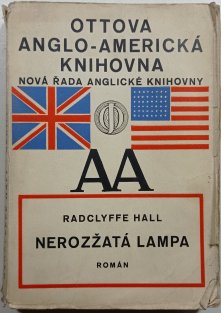 OTTOVA
ANGLO-AMERICKÁ
KNIHOVNA
NOVÁ ŘADA ANGLICKÉ KNIHOVNY
AA
RADCLYFFE HALL
NEROZŽATÁ LAMPA
ROMÁN